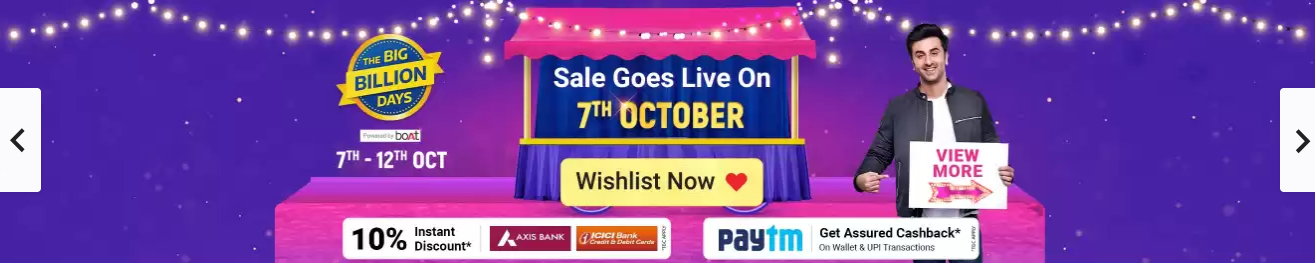 THE BIG
BILLION
DAYS
Powered by boAt
7TH - 12TH OCT
Sale Goes Live On
7TH OCTOBER
Wishlist Now
VIEW
MORE
10% Instant
Discount*
AXIS BANK
ICICI Bank
Credit & Debit Cards
*T&C APPLY
paytm
Get Assured Cashback*
On Wallet & UPI Transactions
*T&C APPLY